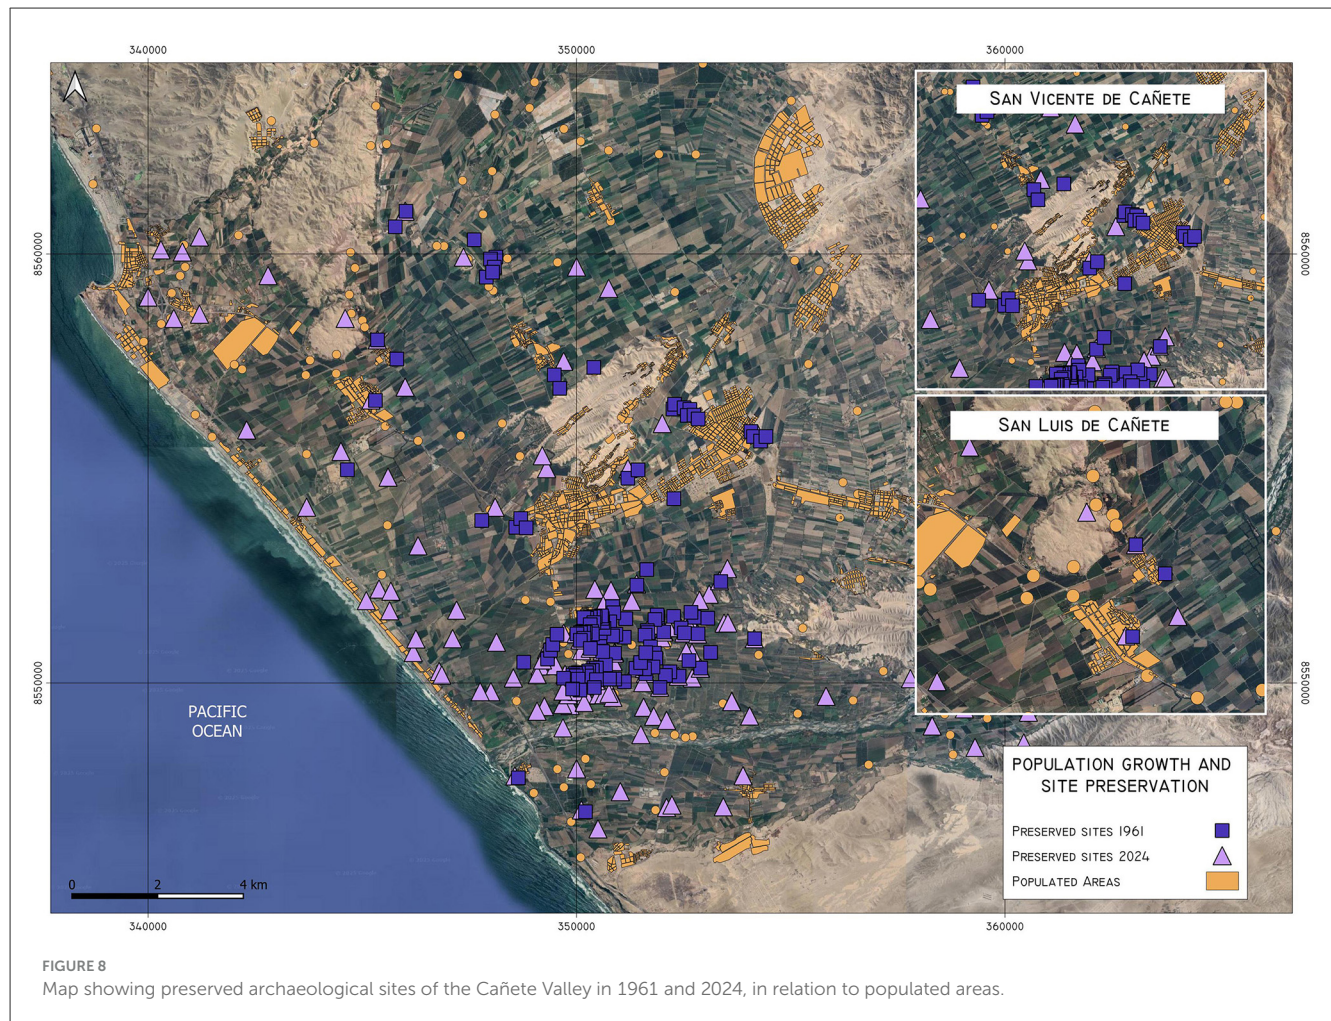 340000
350000
360000
SAN VICENTE DE CAÑETE
8560000
8560000
SAN LUIS DE CAÑETE
8550000
8550000
PACIFIC
OCEAN
POPULATION GROWTH AND
SITE PRESERVATION
PRESERVED SITES 1961
PRESERVED SITES 2024
POPULATED AREAS
0 2 4 km
340000
350000
360000
FIGURE 8
Map showing preserved archaeological sites of the Cañete Valley in 1961 and 2024, in relation to populated areas.